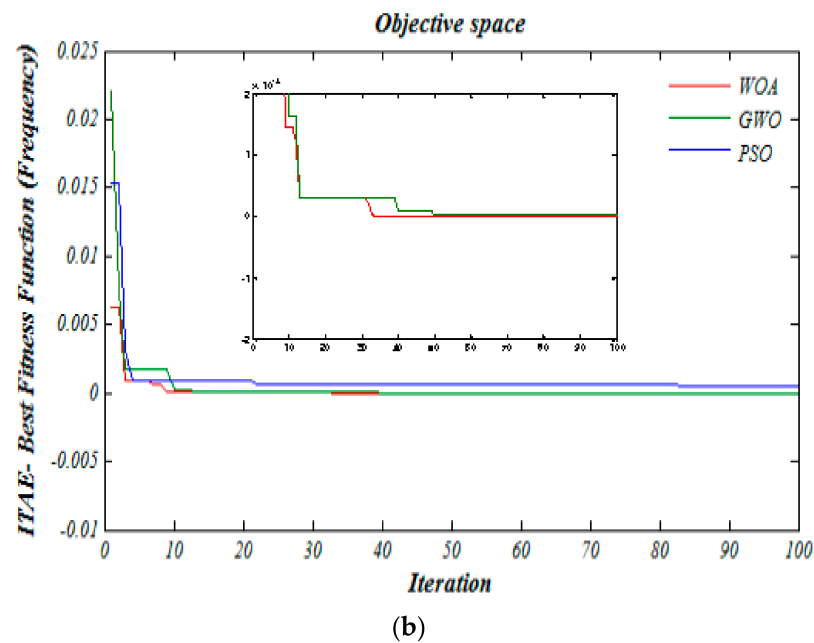 Objective space
ITAE- Best Fitness Function (Frequency)
0.025
0.02
0.015
0.01
0.005
0
-0.005
-0.01
WOA
GWO
PSO
2
1
0
-1
-2
0 10 20 30 40 50 60 70 80 90 100
0 10 20 30 40 50 60 70 80 90 100
Iteration
(b)